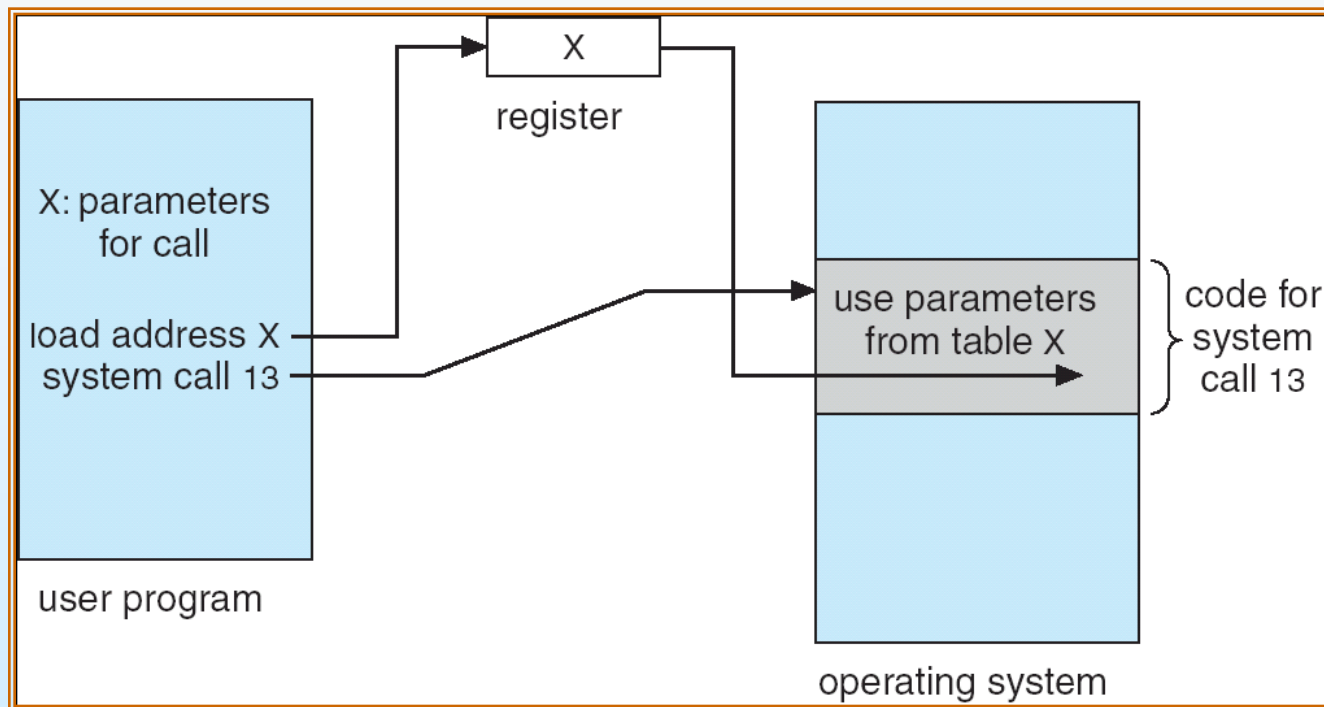 X
register
X: parameters
for call
load address X
system call 13
use parameters
from table X
code for
system
call 13
user program
operating system